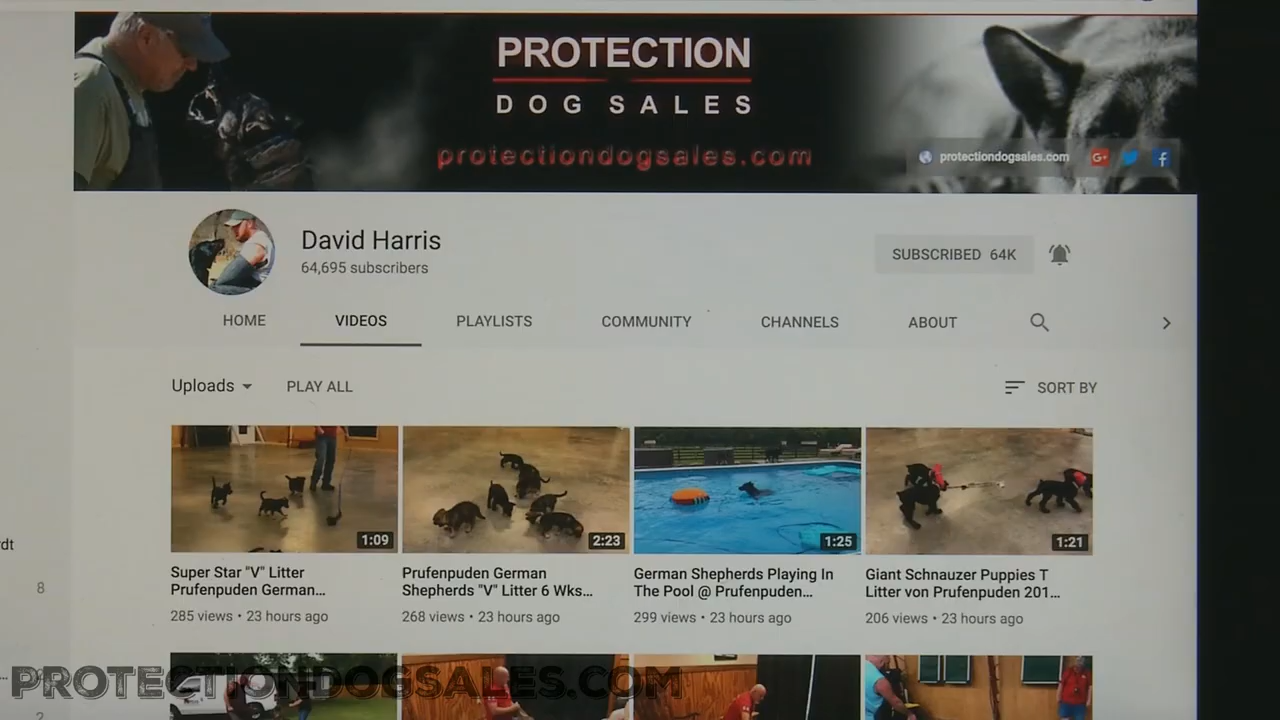 PROTECTION
DOG SALES
protectiondogsales.com
protectiondogsales.com
David Harris
64,695 subscribers
SUBSCRIBED 64K
HOME VIDEOS PLAYLISTS COMMUNITY CHANNELS ABOUT
Uploads PLAY ALL SORT BY
1:09 2:23 1:25 1:21
Super Star "V" Litter
Prufenpuden German...
285 views • 23 hours ago
Prufenpuden German
Shepherds "V" Litter 6 Wks...
268 views • 23 hours ago
German Shepherds Playing In
The Pool @ Prufenpuden...
299 views • 23 hours ago
Giant Schnauzer Puppies T
Litter von Prufenpuden 201...
206 views • 23 hours ago
rdt
8
PROTECTIONDOGSALES.COM
2